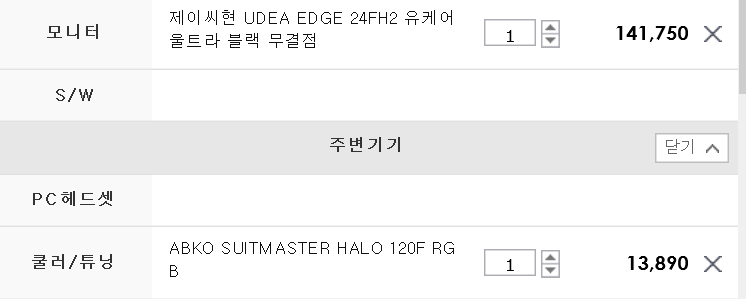 모니터
제이씨현 UDEA EDGE 24FH2 유케어
울트라 블랙 무결점
1
141,750
S/W
주변기기
닫기
PC헤드셋
쿨러/튜닝
ABKO SUITMASTER HALO 120F RG
B
1
13,890